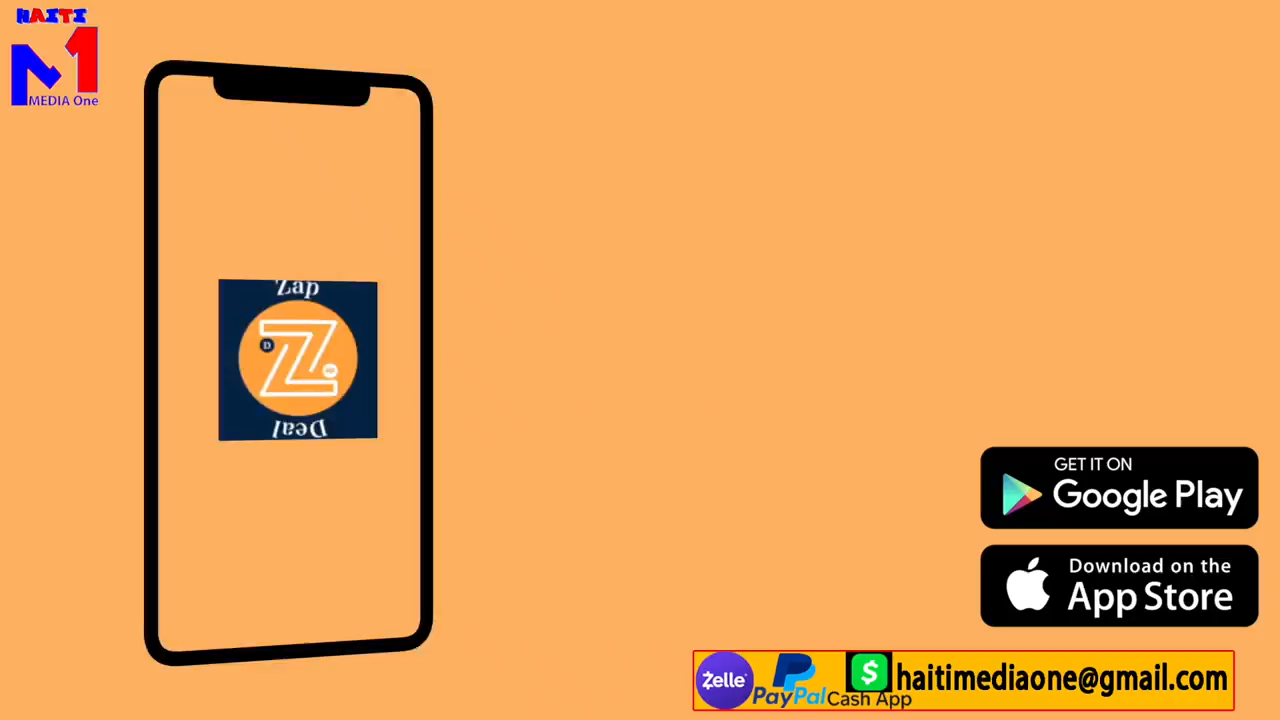 HAITI
M1
MEDIA One
Zap
Z
D
Deal
GET IT ON
Google Play
Download on the
App Store
Zelle
PayPal
$
Cash App
haitimediaone@gmail.com